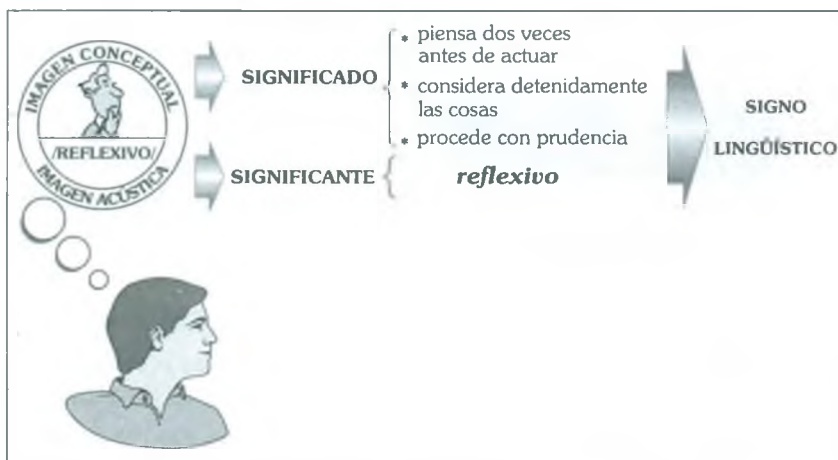 IMAGEN CONCEPTUAL
/REFLEXIVO/
IMAGEN ACÚSTICA
SIGNIFICADO
* piensa dos veces
antes de actuar
* considera detenidamente
las cosas
* procede con prudencia
SIGNIFICANTE
reflexivo
SIGNO
LINGÜÍSTICO